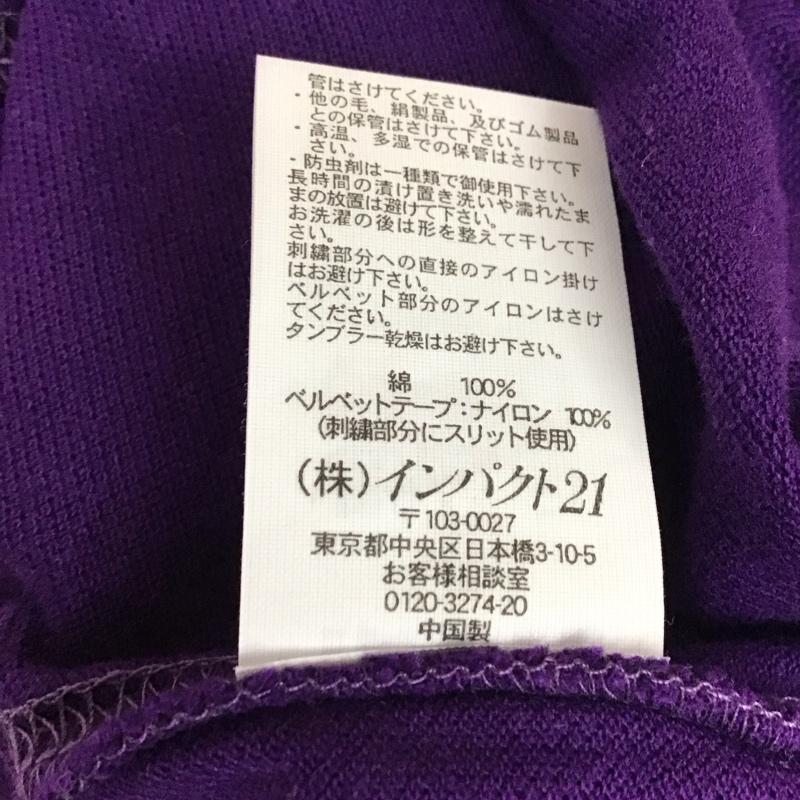 管はさけてください。
・他の毛、絹製品、及びゴム製品
との保管はさけて下さい。
・高温、多湿での保管はさけて下
さい。
・防虫剤は一種類で御使用下さい。
長時間の漬け置き洗いや濡れたま
まの放置は避けて下さい。
お洗濯の後は形を整えて干して下
さい。
刺繍部分への直接のアイロン掛け
はお避け下さい。
ベルベット部分のアイロンはさけ
てください。
タンブラー乾燥はお避け下さい。
綿 100%
ベルベットテープ:ナイロン 100%
(刺繍部分にスリット使用)
(株)インパクト21
〒103-0027
東京都中央区日本橋3-10-5
お客様相談室
0120-3274-20
中国製